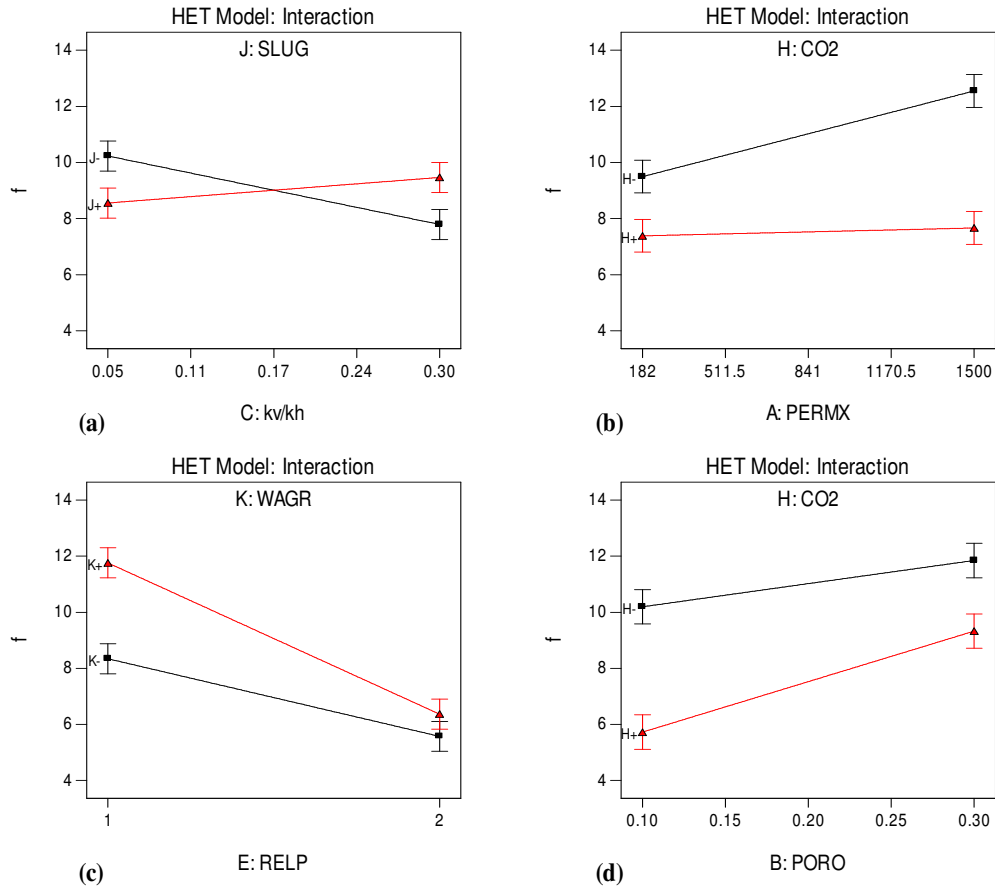 HET Model: Interaction
J: SLUG
14
12
10
8
6
4
f
J-
J+
0.05 0.11 0.17 0.24 0.30
C: kv/kh
(a)
HET Model: Interaction
H: CO2
14
12
10
8
6
4
f
H-
H+
182 511.5 841 1170.5 1500
A: PERMX
(b)
HET Model: Interaction
K: WAGR
14
12
10
8
6
4
f
K+
K-
1 2
E: RELP
(c)
HET Model: Interaction
H: CO2
14
12
10
8
6
4
f
H-
H+
0.10 0.15 0.20 0.25 0.30
B: PORO
(d)